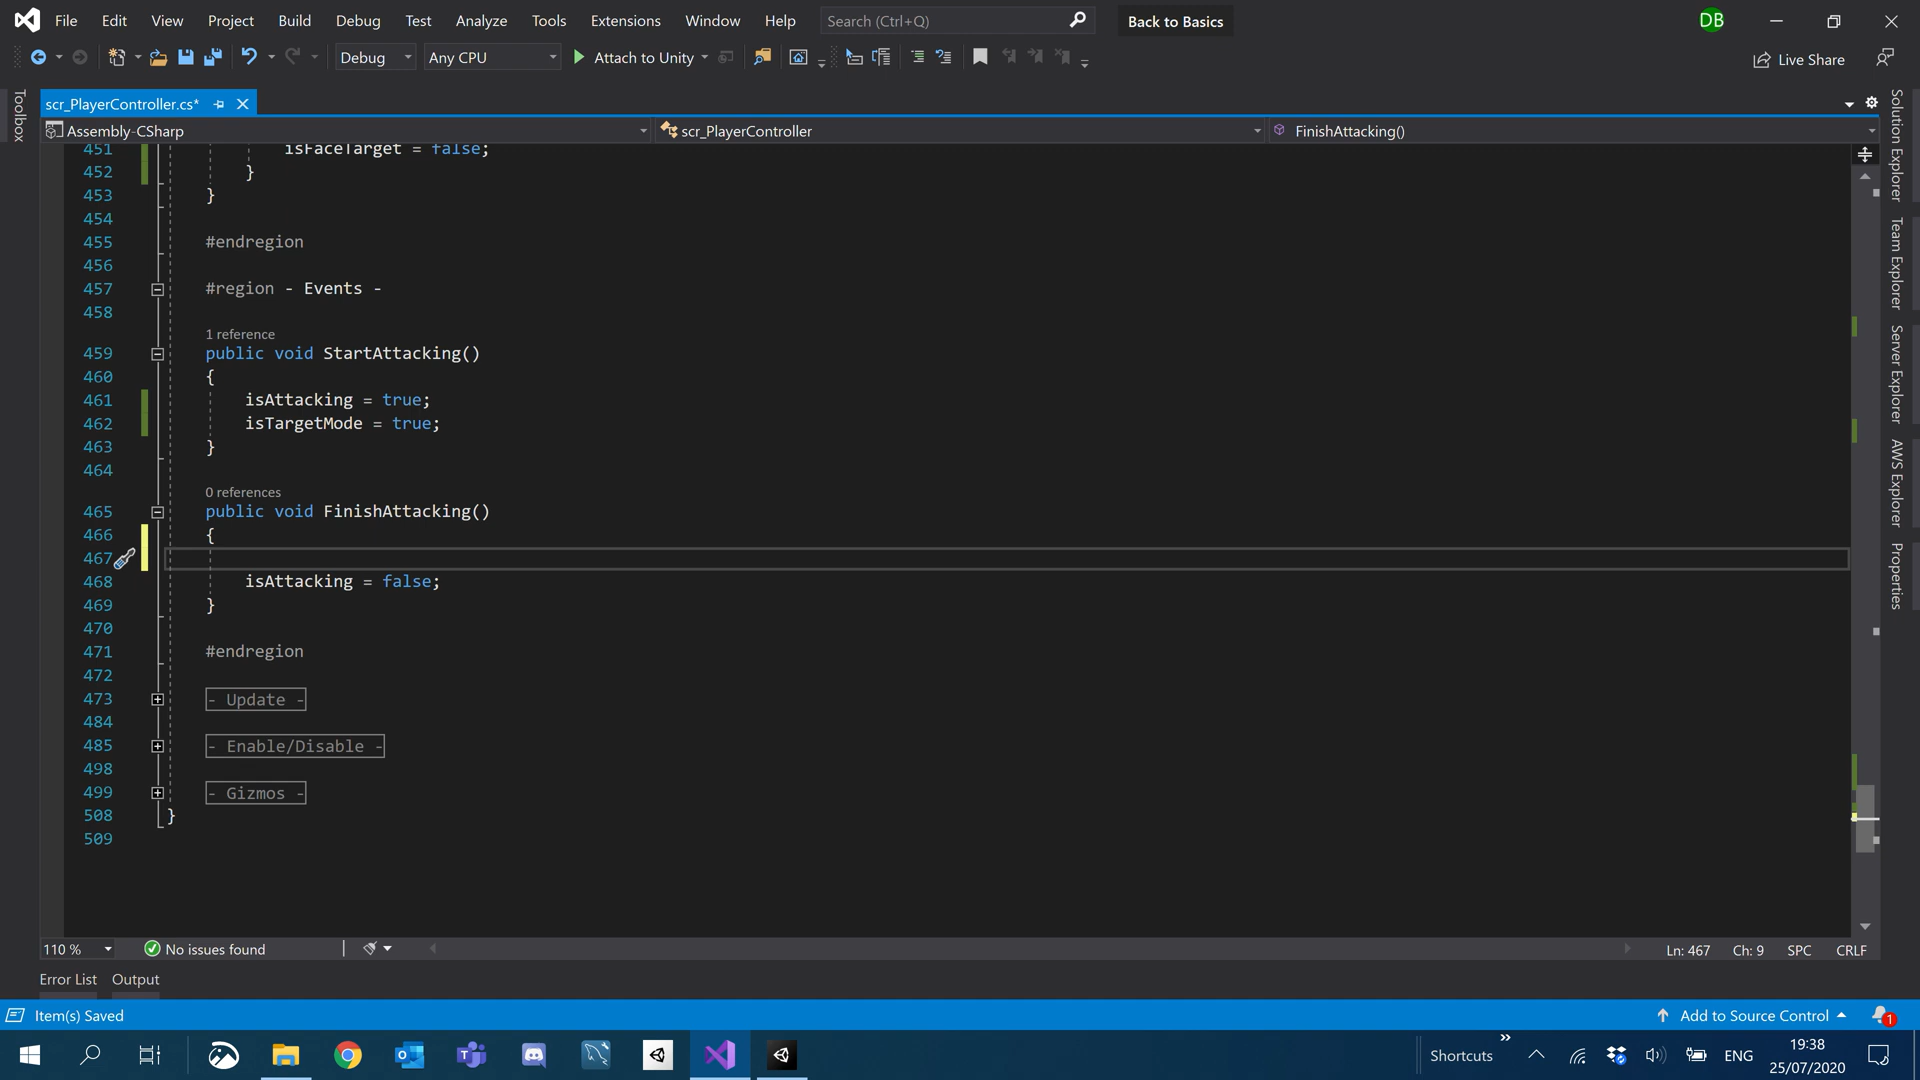 File Edit View Project Build Debug Test Analyze Tools Extensions Window Help Search (Ctrl+Q) Back to Basics DB
Debug Any CPU Attach to Unity Live Share
scr_PlayerController.cs*
Assembly-CSharp scr_PlayerController FinishAttacking()
451 isFaceTarget = false;
452 }
453 }
454
455 #endregion
456
457 #region - Events -
458
1 reference
459 public void StartAttacking()
460 {
461 isAttacking = true;
462 isTargetMode = true;
463 }
464
0 references
465 public void FinishAttacking()
466 {
467
468 isAttacking = false;
469 }
470
471 #endregion
472
473 - Update -
484
485 - Enable/Disable -
498
499 - Gizmos -
508 }
509
Toolbox
Solution Explorer
Team Explorer
Server Explorer
AWS Explorer
Properties
110 % No issues found Ln: 467 Ch: 9 SPC CRLF
Error List Output
Item(s) Saved Add to Source Control 1
Shortcuts ENG 19:38
25/07/2020